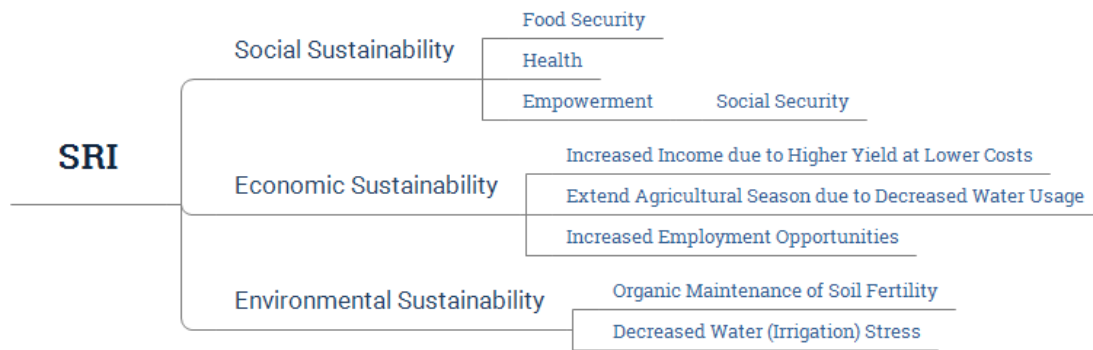 SRI
Social Sustainability
Food Security
Health
Empowerment Social Security
Economic Sustainability
Increased Income due to Higher Yield at Lower Costs
Extend Agricultural Season due to Decreased Water Usage
Increased Employment Opportunities
Environmental Sustainability
Organic Maintenance of Soil Fertility
Decreased Water (Irrigation) Stress